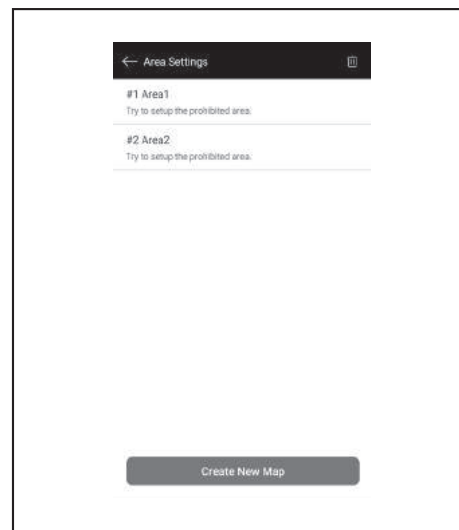 Area Settings
#1 Area1
Try to setup the prohibited area.
#2 Area2
Try to setup the prohibited area.
Create New Map